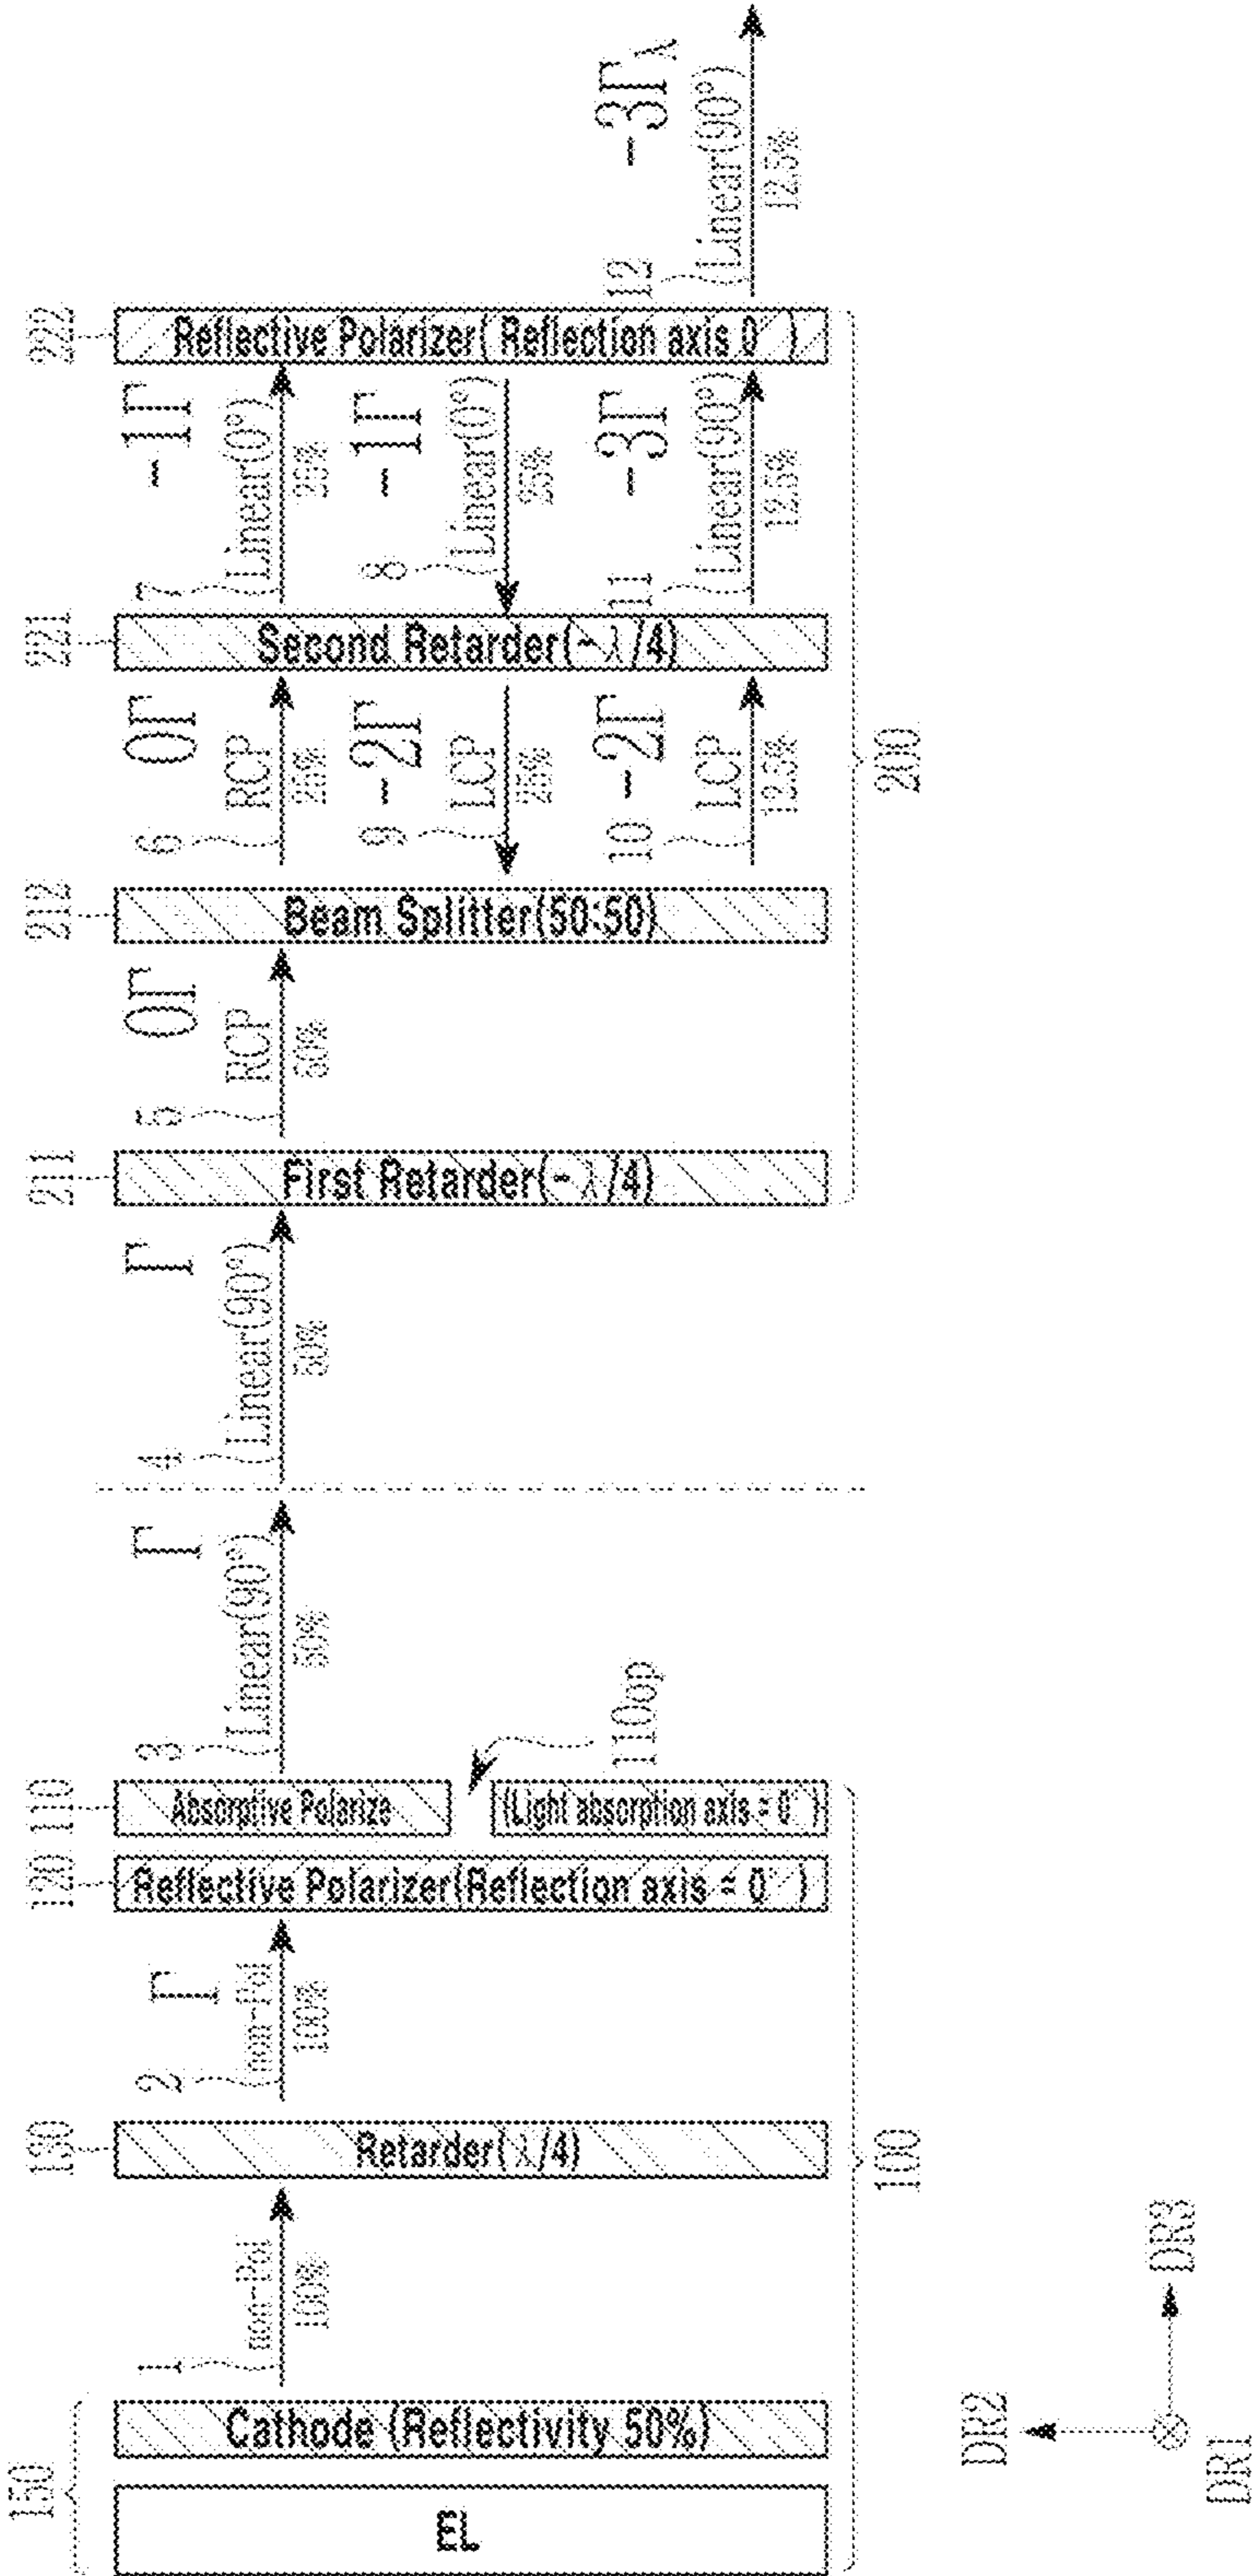 150
EL
Cathode (Reflectivity 50%)
1
non-Pol
100%
130
Retarder(λ/4)
2
Γ
non-Pol
100%
120
Reflective Polarizer(Reflection axis = 0° )
110
Absorptive Polarize
(Light absorption axis = 0° )
110op
100
3
Γ
Linear(90°)
50%
4
Γ
Linear(90°)
50%
211
First Retarder(-λ/4)
5
0Γ
RCP
50%
212
Beam Splitter(50:50)
6
0Γ
RCP
25%
9
-2Γ
LCP
25%
10
-2Γ
LCP
12.5%
221
Second Retarder(-λ/4)
7
-1Γ
Linear(0°)
25%
8
-1Γ
Linear(0°)
25%
11
-3Γ
Linear(90°)
12.5%
222
Reflective Polarizer( Reflection axis 0° )
12
-3Γλ
Linear(90°)
12.5%
200
DR2
DR3
DR1